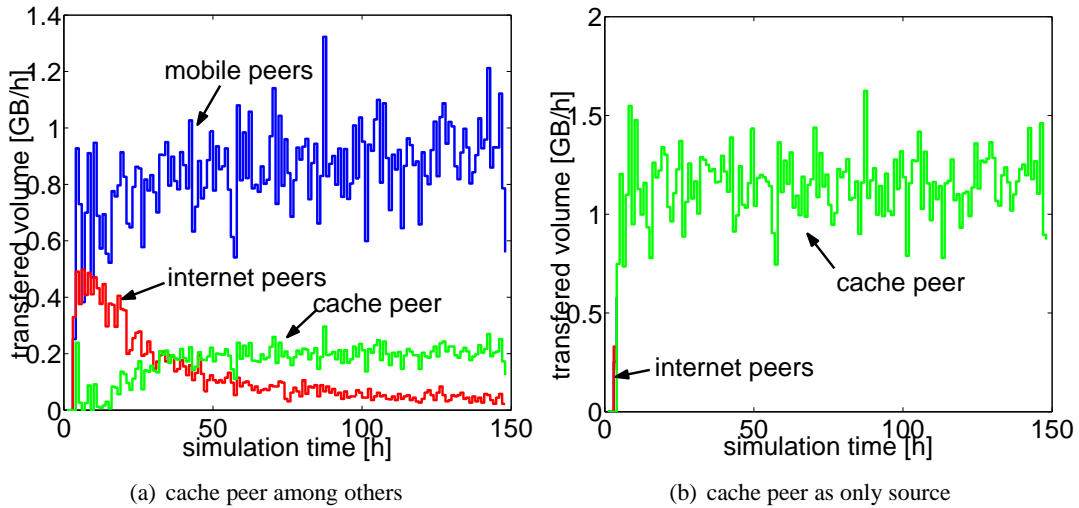 1.4
1.2
1
0.8
0.6
0.4
0.2
0
transferred volume [GB/h]
mobile peers
internet peers
cache peer
0 50 100 150
simulation time [h]
(a) cache peer among others
2
1.5
1
0.5
0
transferred volume [GB/h]
cache peer
internet peers
0 50 100 150
simulation time [h]
(b) cache peer as only source